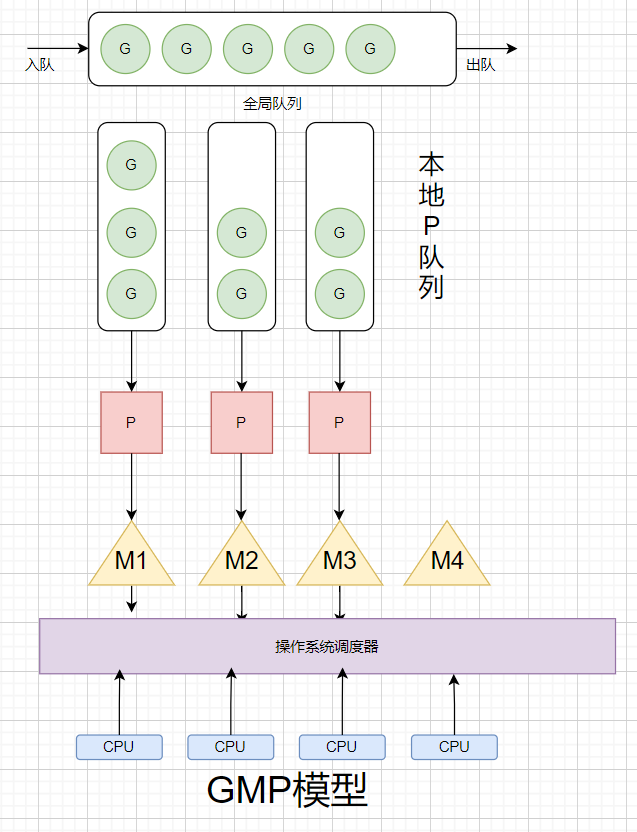 G G G G G
入队
出队
全局队列
G
G G G
G G G
本地P队列
P P P
M1 M2 M3 M4
操作系统调度器
CPU CPU CPU CPU
GMP模型